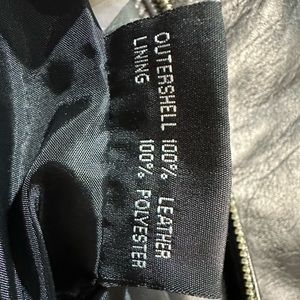 OUTERSHELL 100% LEATHER
LINING 100% POLYESTER